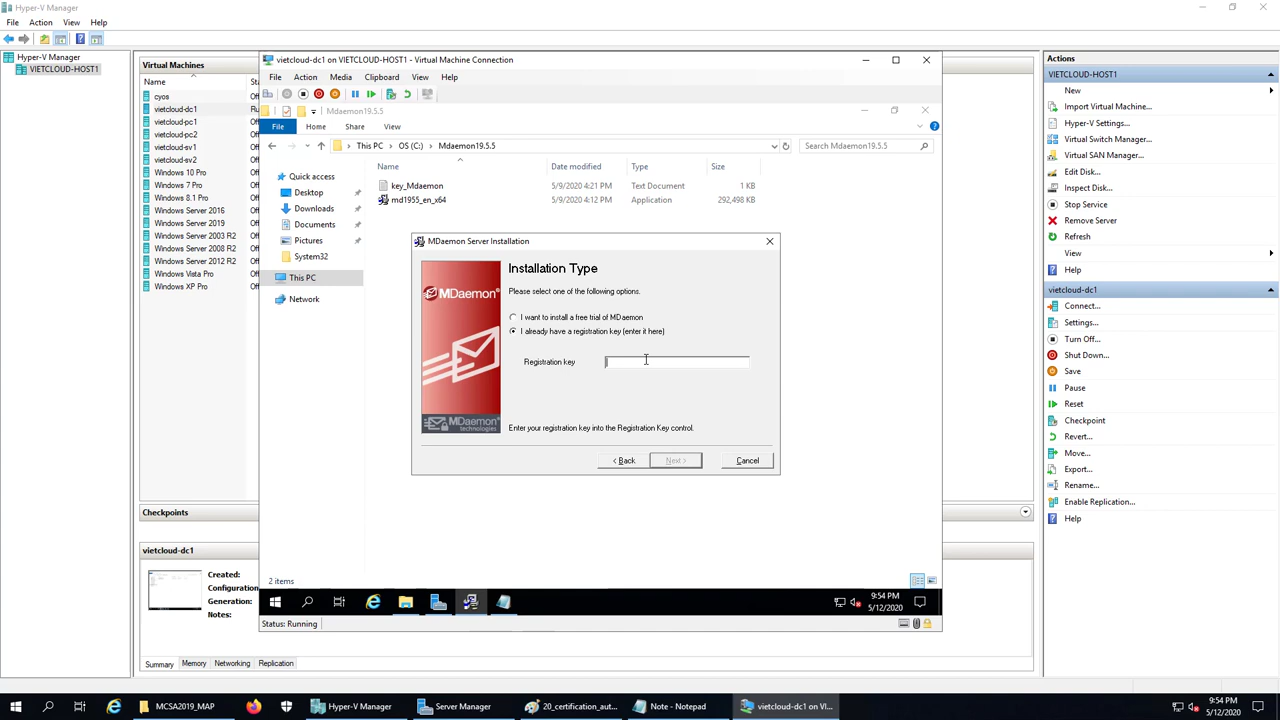 Hyper-V Manager
File Action View Help
Hyper-V Manager
VIETCLOUD-HOST1
Virtual Machines
Name
cyos
vietcloud-dc1
vietcloud-pc1
vietcloud-pc2
vietcloud-sv1
vietcloud-sv2
Windows 10 Pro
Windows 7 Pro
Windows 8.1 Pro
Windows Server 2016
Windows Server 2019
Windows Server 2003 R2
Windows Server 2008 R2
Windows Server 2012 R2
Windows Vista Pro
Windows XP Pro
Checkpoints
vietcloud-dc1
Created:
Generation:
Notes:
Summary Memory Networking Replication
vietcloud-dc1 on VIETCLOUD-HOST1 - Virtual Machine Connection
File Action Media Clipboard View Help
Mdaemon19.5.5
File Home Share View
This PC > OS (C:) > Mdaemon19.5.5
Search Mdaemon19.5.5
Quick access
Desktop
Downloads
Documents
Pictures
System32
This PC
Network
Name Date modified Type Size
key_Mdaemon 5/9/2020 4:21 PM Text Document 1 KB
md1955_en_x64 5/9/2020 4:12 PM Application 292,498 KB
MDaemon Server Installation
MDaemon®
MDaemon
technologies
Installation Type
Please select one of the following options.
I want to install a free trial of MDaemon
I already have a registration key (enter it here)
Registration key
Enter your registration key into the Registration Key control.
< Back Next > Cancel
2 items
9:54 PM
5/12/2020
Status: Running
Actions
VIETCLOUD-HOST1
New
Import Virtual Machine...
Hyper-V Settings...
Virtual Switch Manager...
Virtual SAN Manager...
Edit Disk...
Inspect Disk...
Stop Service
Remove Server
Refresh
View
Help
vietcloud-dc1
Connect...
Settings...
Turn Off...
Shut Down...
Save
Pause
Reset
Checkpoint
Revert...
Move...
Export...
Rename...
Enable Replication...
Help
MCSA2019_MAP
Hyper-V Manager
Server Manager
20_certification_aut...
Note - Notepad
vietcloud-dc1 on VI...
9:54 PM
5/12/2020